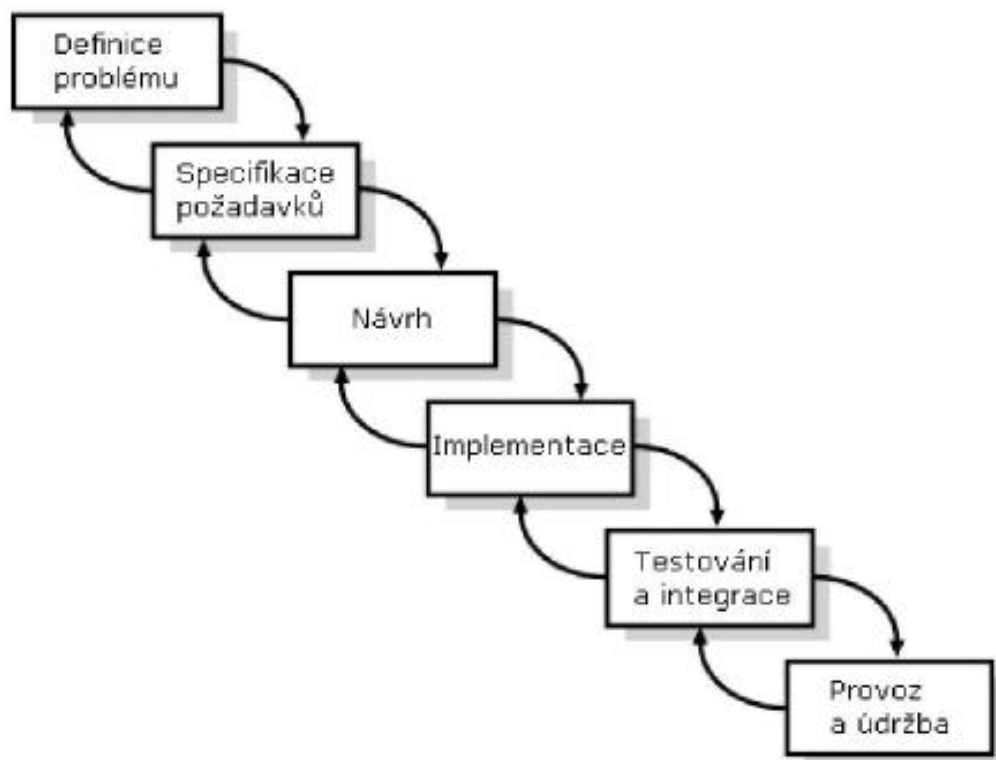 Definice
problému
Specifikace
požadavků
Návrh
Implementace
Testování
a integrace
Provoz
a údržba